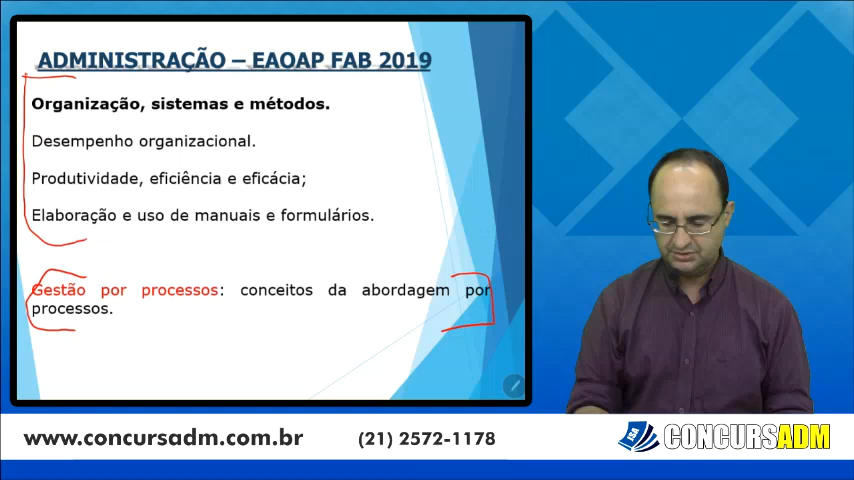 ADMINISTRAÇÃO – EAOAP FAB 2019
Organização, sistemas e métodos.
Desempenho organizacional.
Produtividade, eficiência e eficácia;
Elaboração e uso de manuais e formulários.
Gestão por processos: conceitos da abordagem por
processos.
www.concursadm.com.br
(21) 2572-1178
CONCURSADM